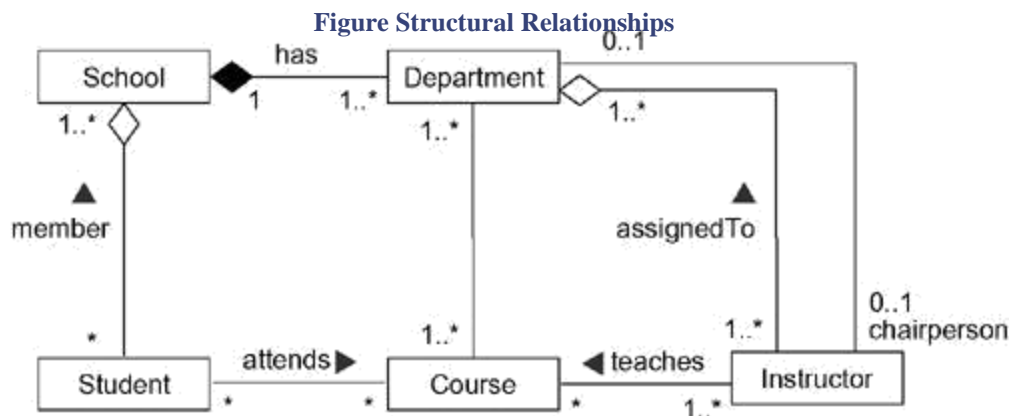 Figure Structural Relationships
School
has
1
1..*
Department
0..1
1..*
1..*
1..*
member
assignedTo
*
1..*
1..*
0..1
chairperson
Student
attends
*
*
Course
teaches
*
1..*
Instructor